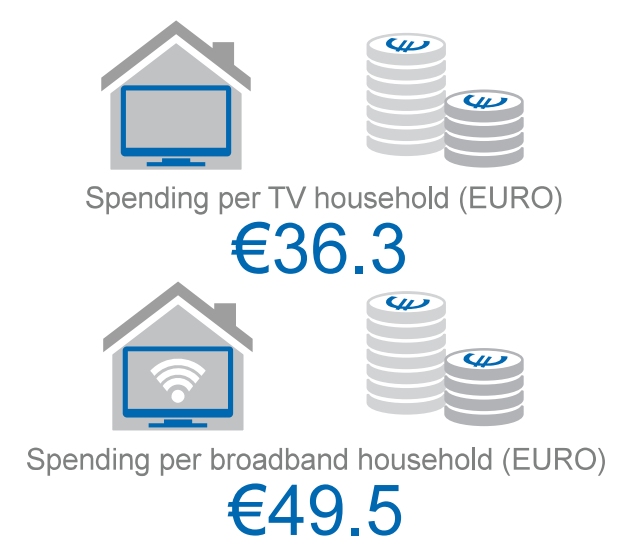 Spending per TV household (EURO)
€36.3
Spending per broadband household (EURO)
€49.5